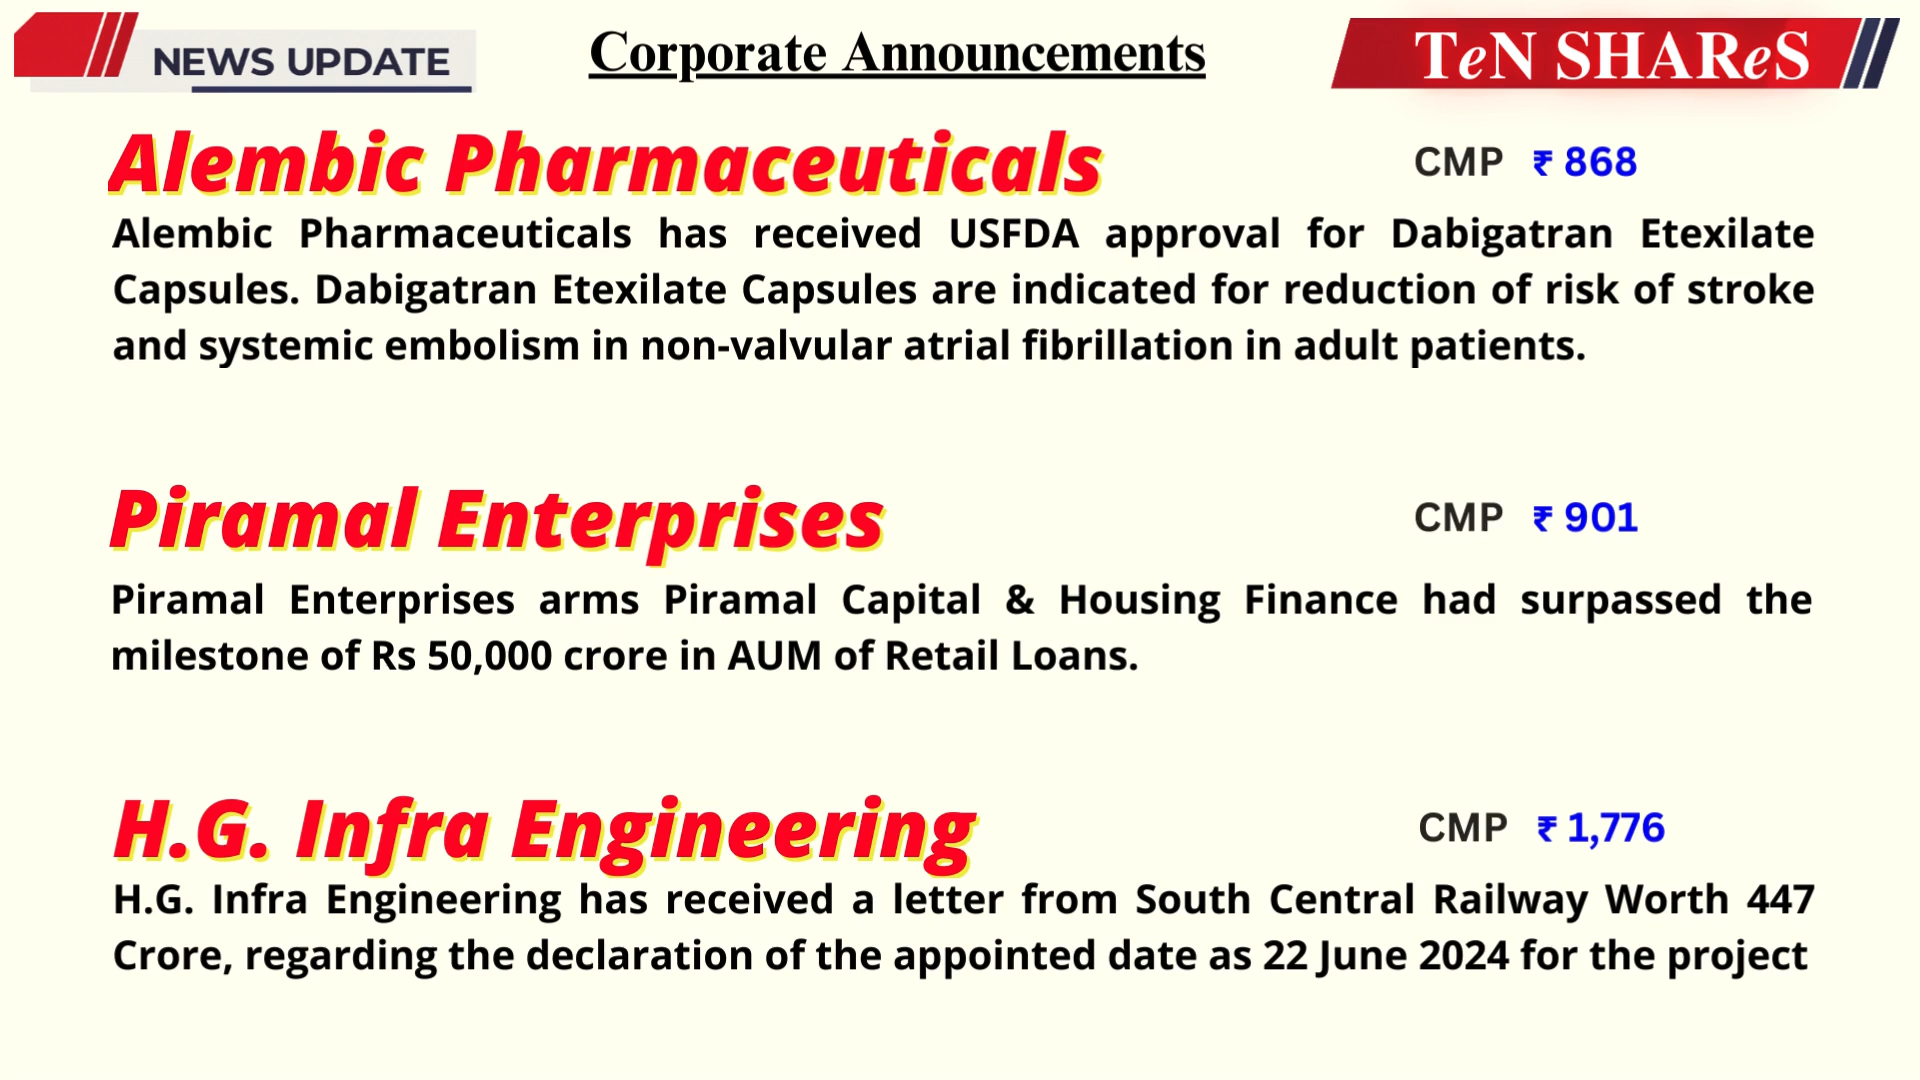 NEWS UPDATE
Corporate Announcements
TeN SHAReS
Alembic Pharmaceuticals
CMP ₹ 868
Alembic Pharmaceuticals has received USFDA approval for Dabigatran Etexilate
Capsules. Dabigatran Etexilate Capsules are indicated for reduction of risk of stroke
and systemic embolism in non-valvular atrial fibrillation in adult patients.
Piramal Enterprises
CMP ₹ 901
Piramal Enterprises arms Piramal Capital & Housing Finance had surpassed the
milestone of Rs 50,000 crore in AUM of Retail Loans.
H.G. Infra Engineering
CMP ₹ 1,776
H.G. Infra Engineering has received a letter from South Central Railway Worth 447
Crore, regarding the declaration of the appointed date as 22 June 2024 for the project